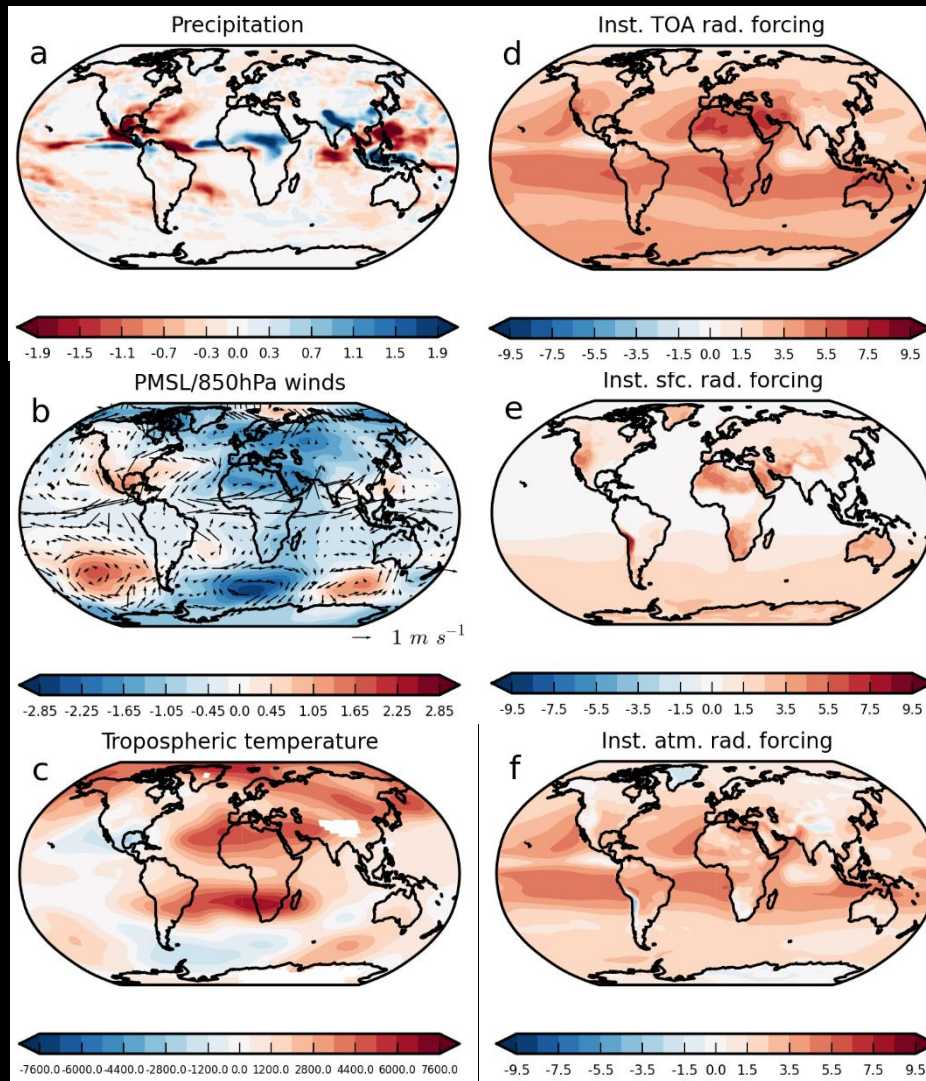 Precipitation
a
-1.9 -1.5 -1.1 -0.7 -0.3 0.0 0.3 0.7 1.1 1.5 1.9
PMSL/850hPa winds
b
1 m s⁻¹
-2.85 -2.25 -1.65 -1.05 -0.45 0.0 0.45 1.05 1.65 2.25 2.85
Tropospheric temperature
c
-7600.0 -6000.0 -4400.0 -2800.0 -1200.0 0.0 1200.0 2800.0 4400.0 6000.0 7600.0
Inst. TOA rad. forcing
d
-9.5 -7.5 -5.5 -3.5 -1.5 0.0 1.5 3.5 5.5 7.5 9.5
Inst. sfc. rad. forcing
e
-9.5 -7.5 -5.5 -3.5 -1.5 0.0 1.5 3.5 5.5 7.5 9.5
Inst. atm. rad. forcing
f
-9.5 -7.5 -5.5 -3.5 -1.5 0.0 1.5 3.5 5.5 7.5 9.5